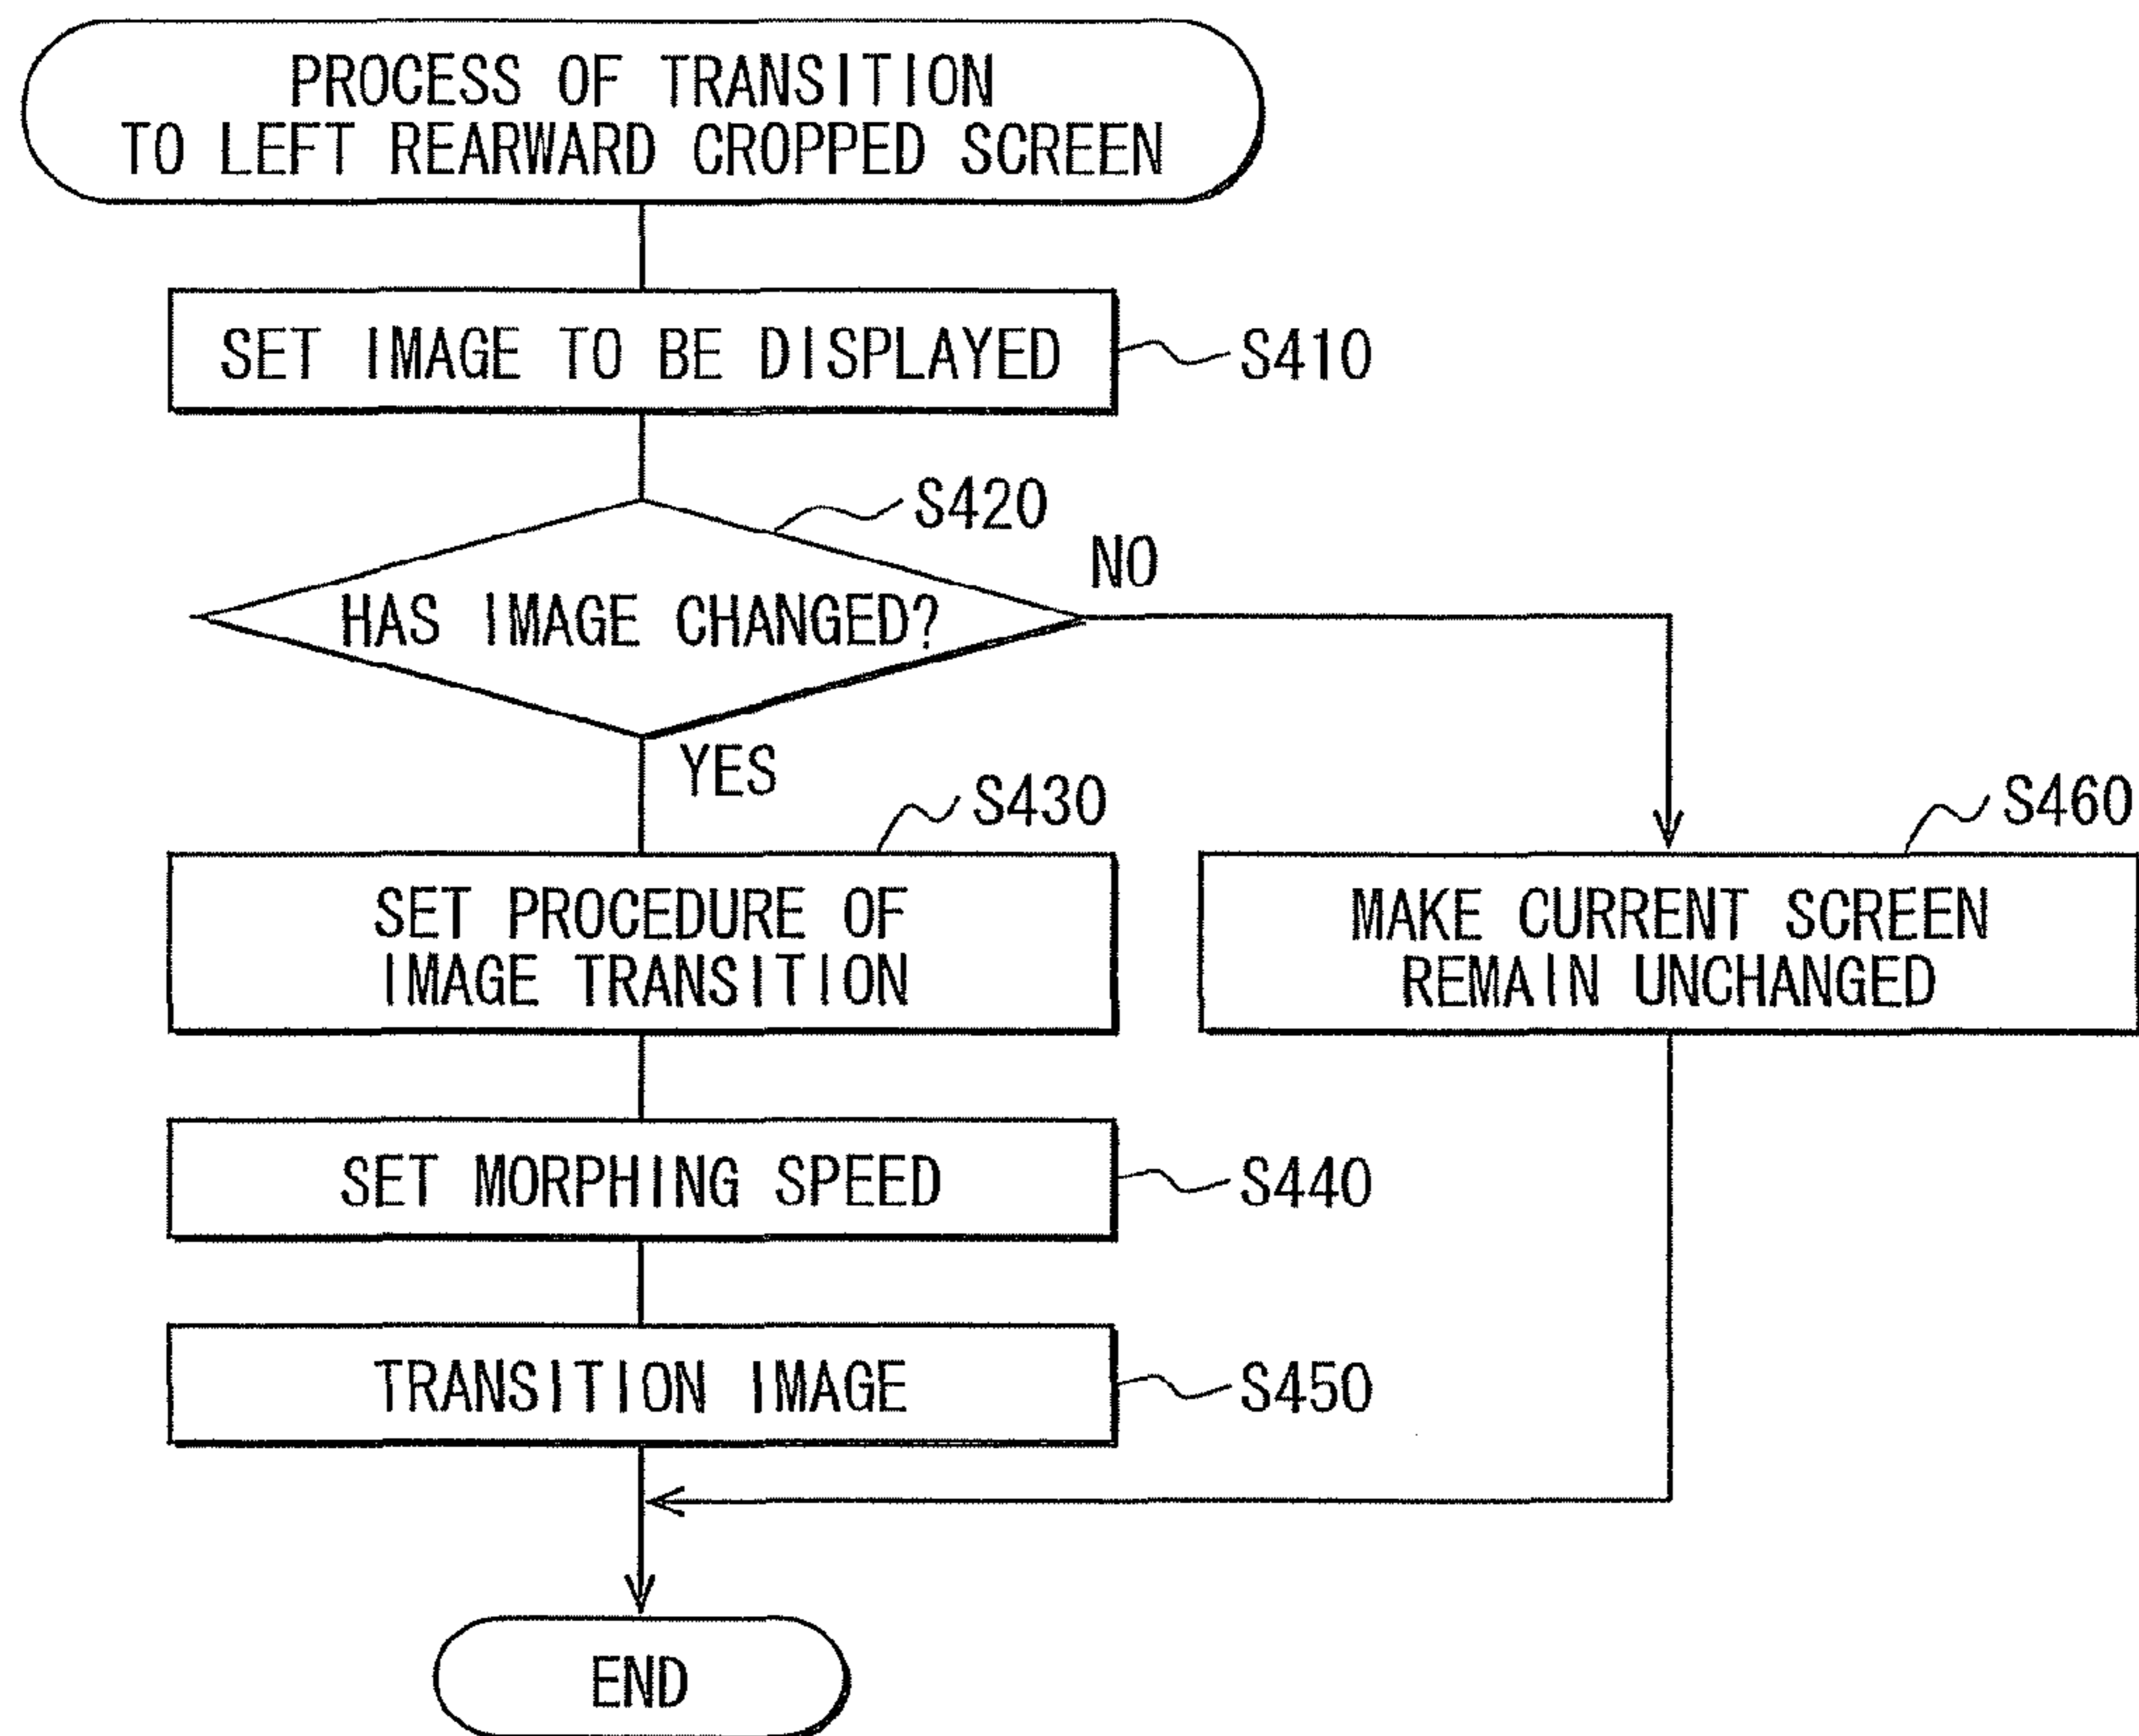 PROCESS OF TRANSITION
TO LEFT REARWARD CROPPED SCREEN
SET IMAGE TO BE DISPLAYED
S410
S420
HAS IMAGE CHANGED?
NO
YES
S430
SET PROCEDURE OF
IMAGE TRANSITION
S460
MAKE CURRENT SCREEN
REMAIN UNCHANGED
SET MORPHING SPEED
S440
TRANSITION IMAGE
S450
END